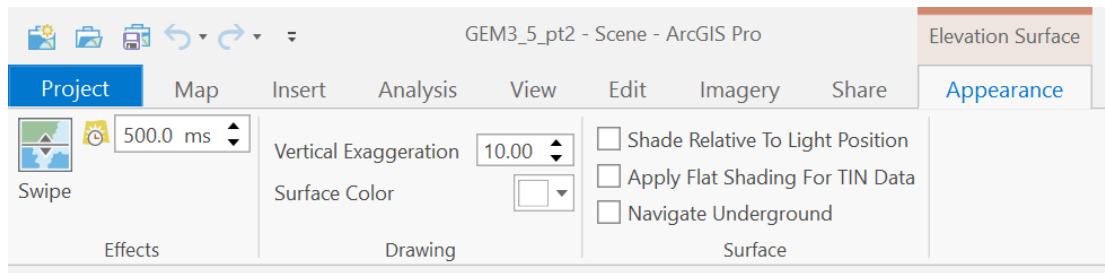 GEM3_5_pt2 - Scene - ArcGIS Pro
Elevation Surface
Project Map Insert Analysis View Edit Imagery Share Appearance
500.0 ms
Swipe
Effects
Vertical Exaggeration 10.00
Surface Color
Drawing
Shade Relative To Light Position
Apply Flat Shading For TIN Data
Navigate Underground
Surface